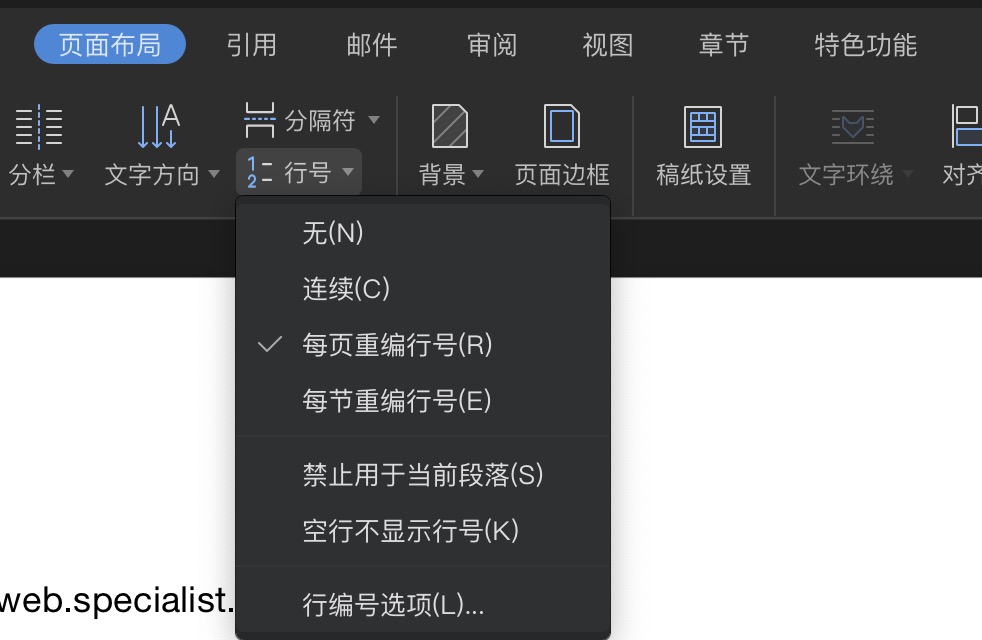 页面布局 引用 邮件 审阅 视图 章节 特色功能
分隔符
分栏 文字方向 行号 背景 页面边框 稿纸设置 文字环绕 对齐
无(N)
连续(C)
每页重编行号(R)
每节重编行号(E)
禁止用于当前段落(S)
空行不显示行号(K)
web.specialist.
行编号选项(L)...